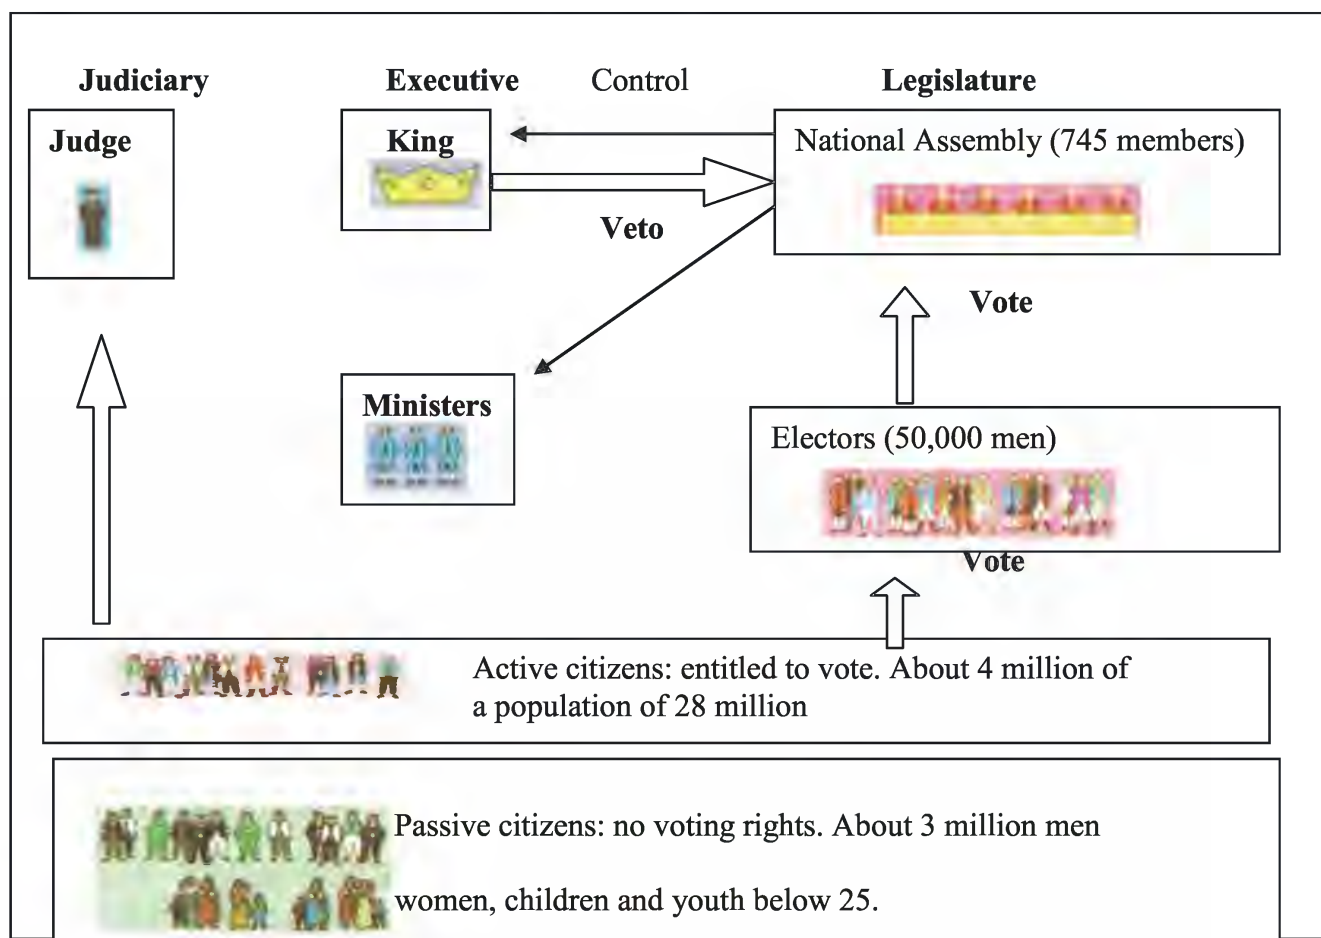 Judiciary
Executive
Control
Legislature
Judge
King
National Assembly (745 members)
Veto
Vote
Ministers
Electors (50,000 men)
Vote
Active citizens: entitled to vote. About 4 million of
a population of 28 million
Passive citizens: no voting rights. About 3 million men
women, children and youth below 25.